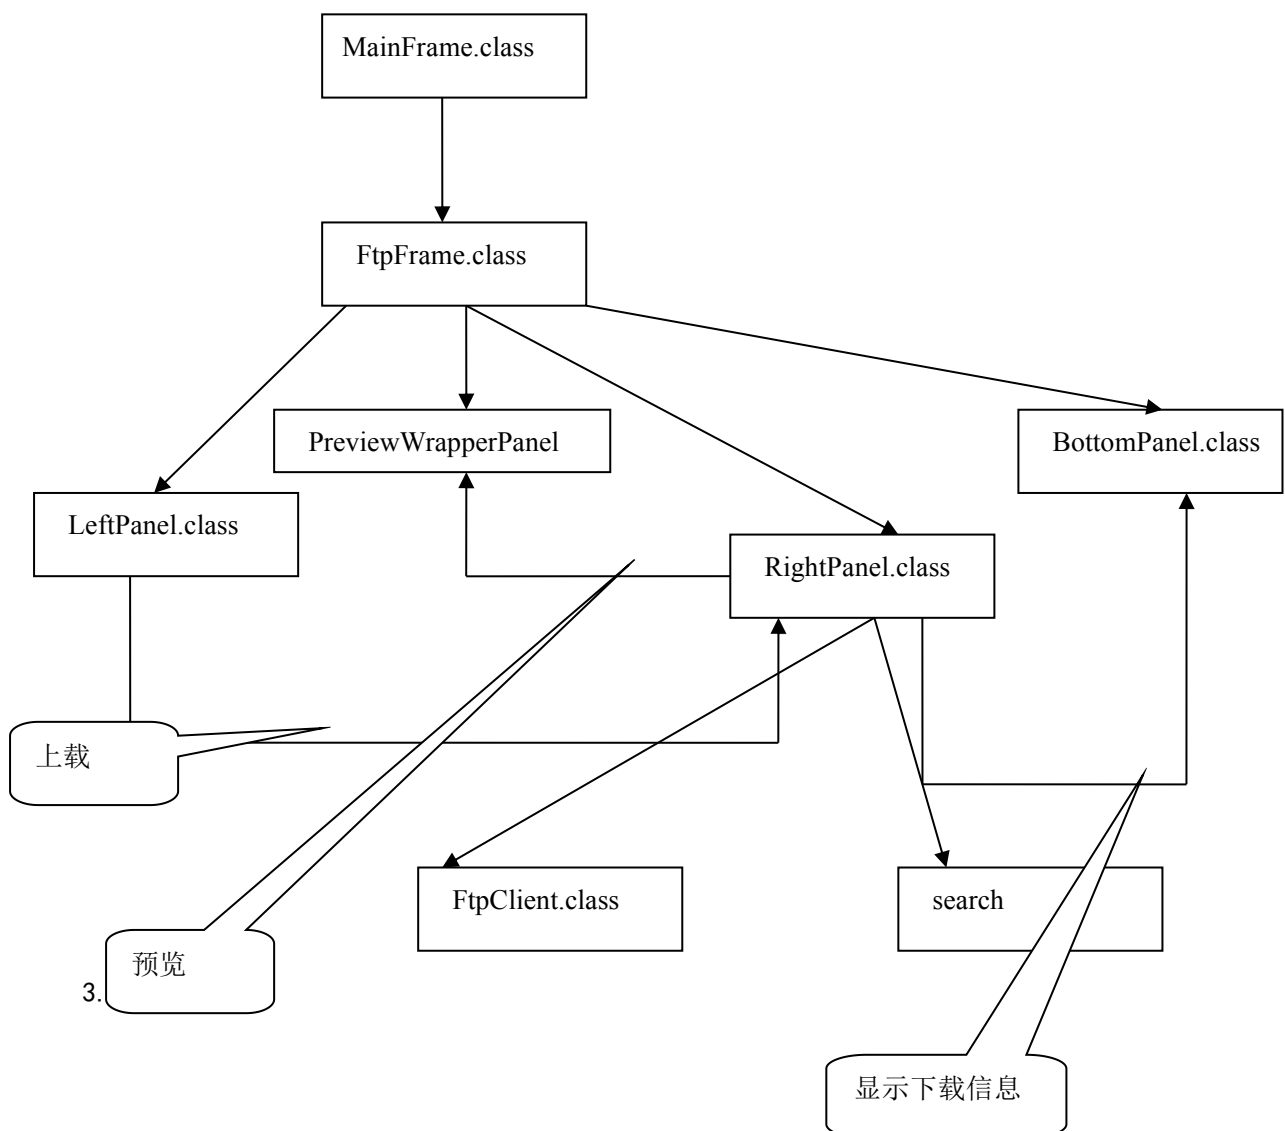 MainFrame.class
FtpFrame.class
PreviewWrapperPanel
BottomPanel.class
LeftPanel.class
RightPanel.class
上载
FtpClient.class
search
预览
3.
显示下载信息